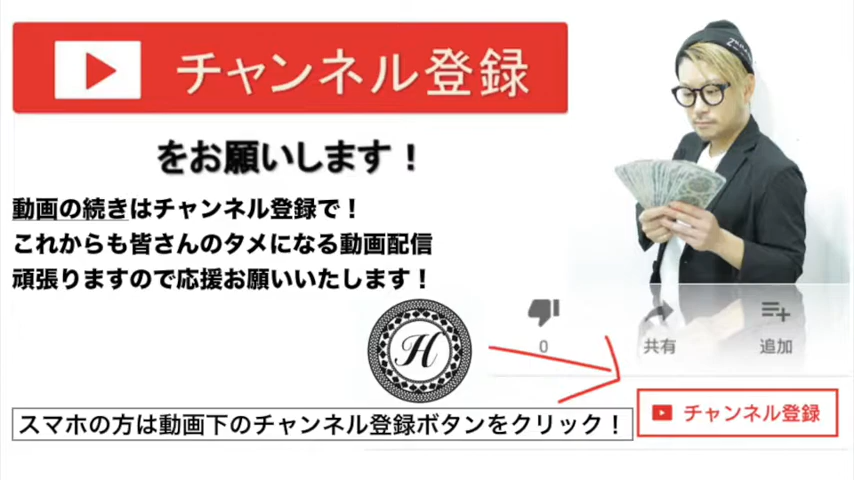 チャンネル登録
をお願いします！
動画の続きはチャンネル登録で！
これからも皆さんのタメになる動画配信
頑張りますので応援お願いいたします！
H
0
共有
追加
チャンネル登録
スマホの方は動画下のチャンネル登録ボタンをクリック！